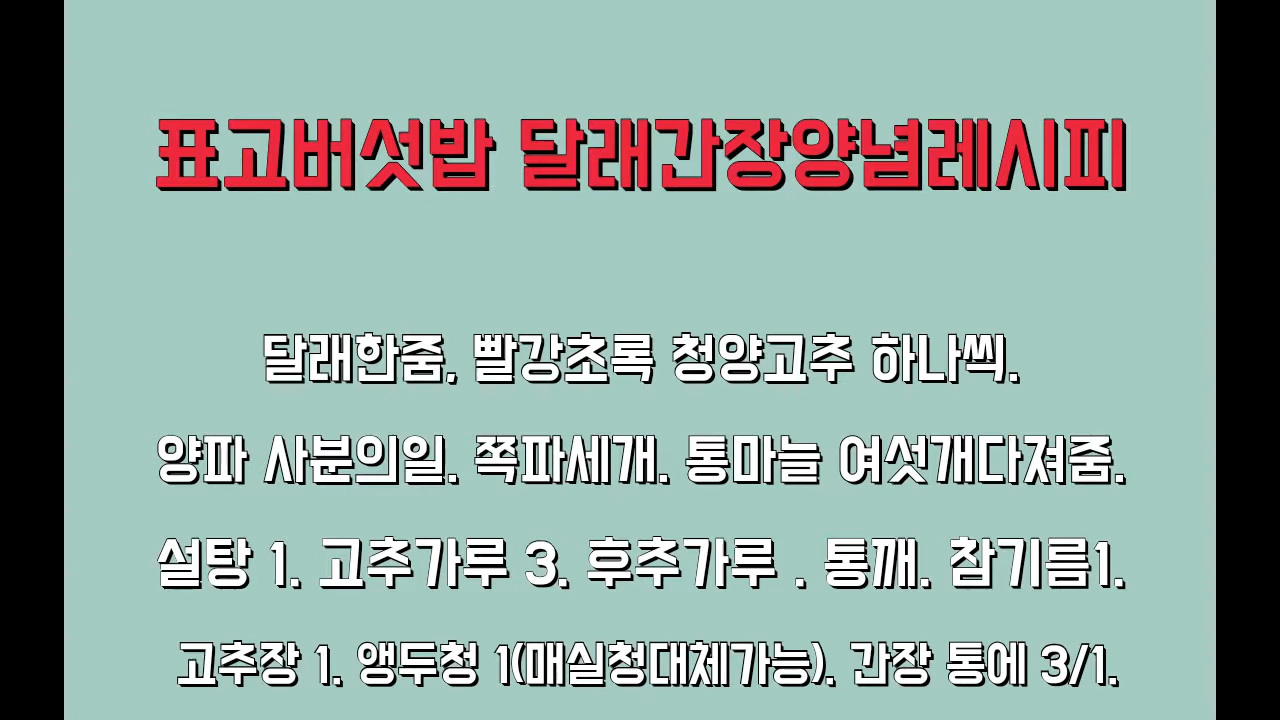 표고버섯밥 달래간장양념레시피
달래한줌. 빨강초록 청양고추 하나씩.
양파 사분의일. 쪽파세개. 통마늘 여섯개다져줌.
설탕 1. 고추가루 3. 후추가루 . 통깨. 참기름1.
고추장 1. 앵두청 1(매실청대체가능). 간장 통에 3/1.